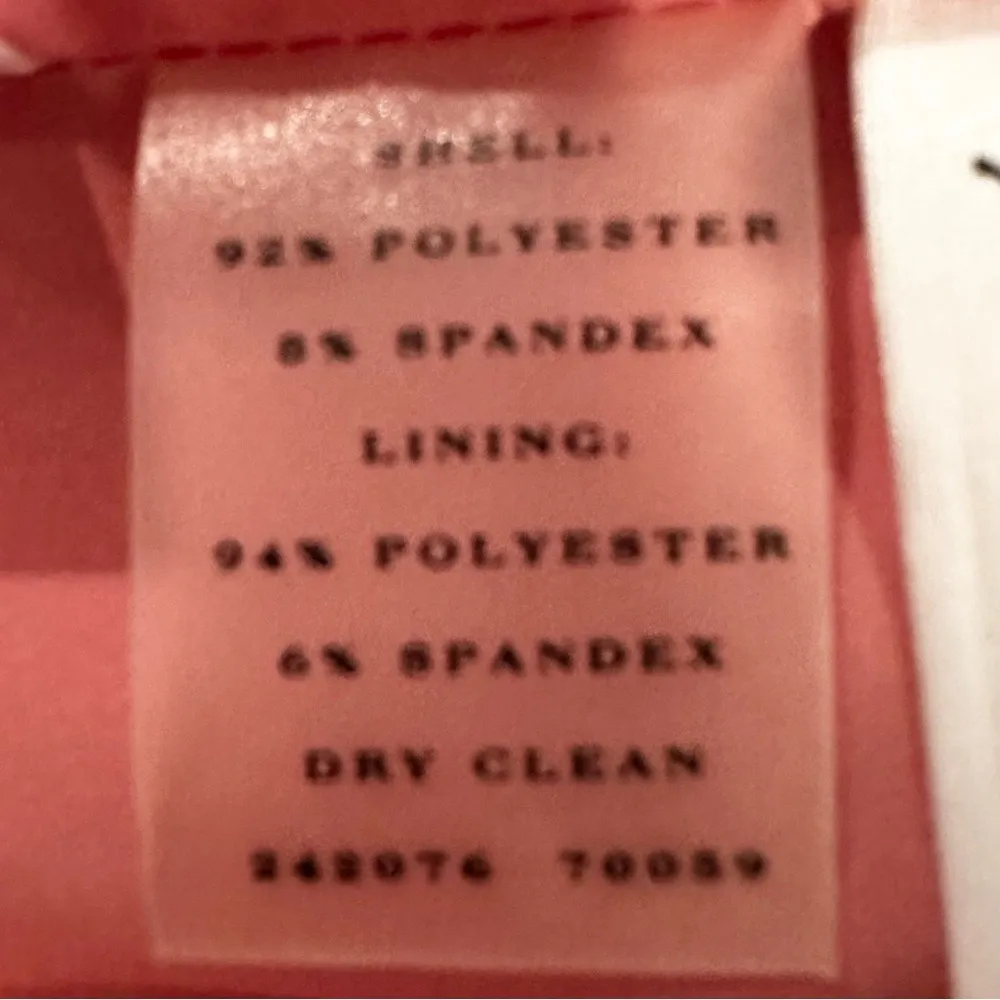 SHELL:
92% POLYESTER
8% SPANDEX
LINING:
94% POLYESTER
6% SPANDEX
DRY CLEAN
242076 70059